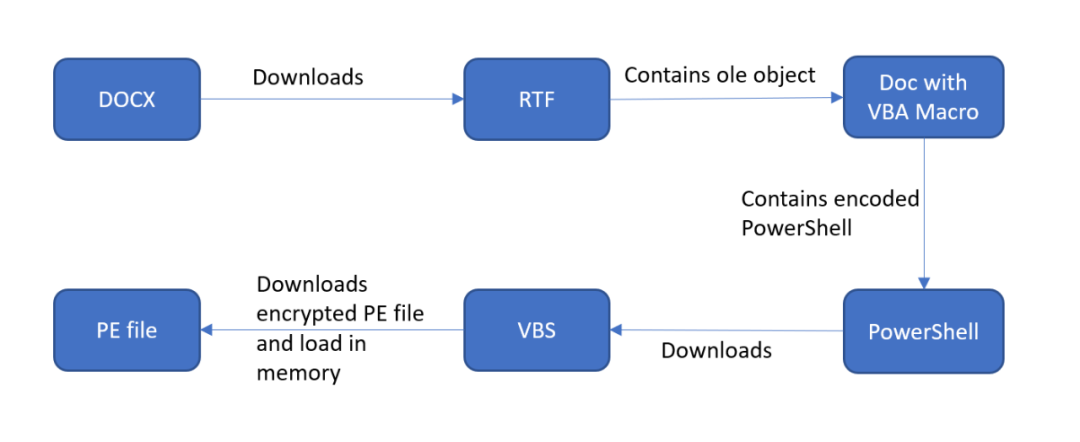 DOCX
Downloads
RTF
Contains ole object
Doc with
VBA Macro
Contains encoded
PowerShell
PowerShell
Downloads
VBS
Downloads
encrypted PE file
and load in
memory
PE file